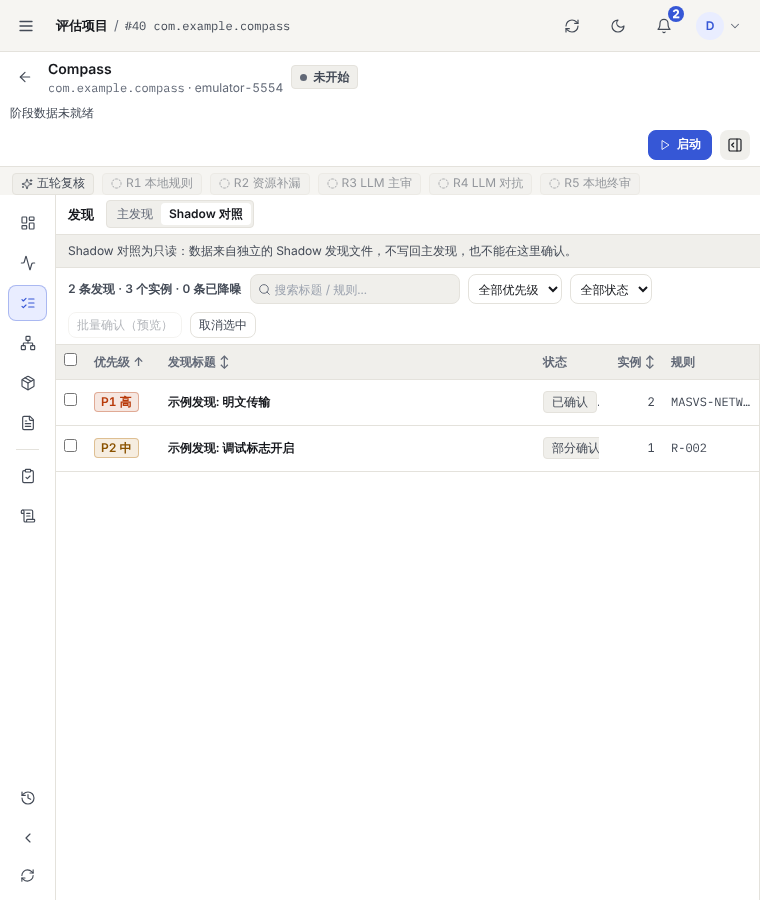 评估项目 / #40 com.example.compass
2
D
Compass
com.example.compass · emulator-5554
未开始
阶段数据未就绪
启动
五轮复核
R1 本地规则
R2 资源补漏
R3 LLM 主审
R4 LLM 对抗
R5 本地终审
发现
主发现
Shadow 对照
Shadow 对照为只读：数据来自独立的 Shadow 发现文件，不写回主发现，也不能在这里确认。
2 条发现 · 3 个实例 · 0 条已降噪
搜索标题 / 规则...
全部优先级
全部状态
批量确认（预览）
取消选中
优先级 ↑ 发现标题 状态 实例 规则
P1 高 示例发现: 明文传输 已确认 2 MASVS-NETW…
P2 中 示例发现: 调试标志开启 部分确认 1 R-002